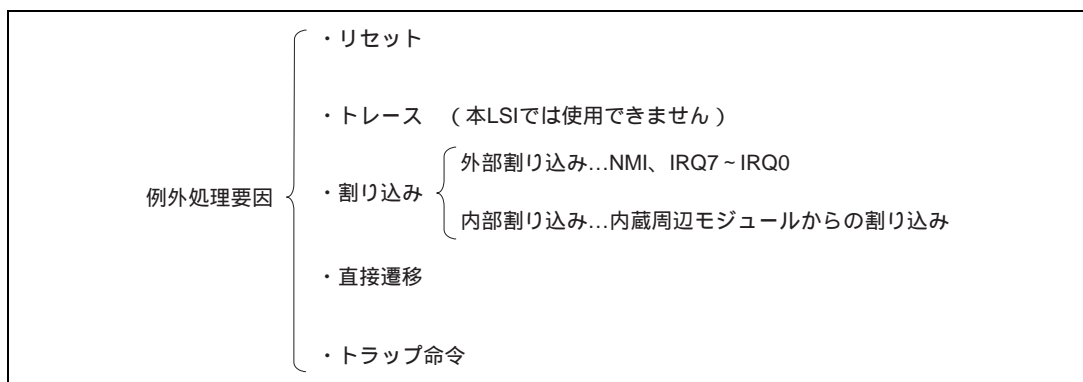 ・リセット
・トレース （本LSIでは使用できません）
外部割り込み…NMI、IRQ7～IRQ0
例外処理要因
・割り込み
内部割り込み…内蔵周辺モジュールからの割り込み
・直接遷移
・トラップ命令